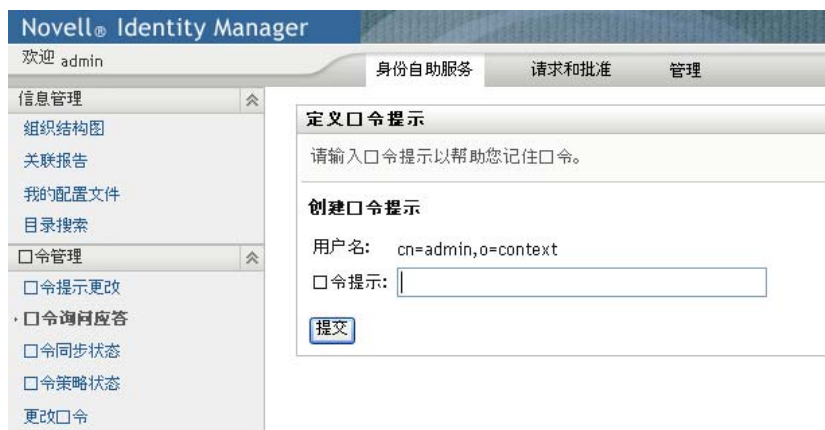 Novell® Identity Manager
欢迎 admin
身份自助服务 请求和批准 管理
信息管理
组织结构图
关联报告
我的配置文件
目录搜索
口令管理
口令提示更改
口令询问应答
口令同步状态
口令策略状态
更改口令
定义口令提示
请输入口令提示以帮助您记住口令。
创建口令提示
用户名: cn=admin,o=context
口令提示:
提交